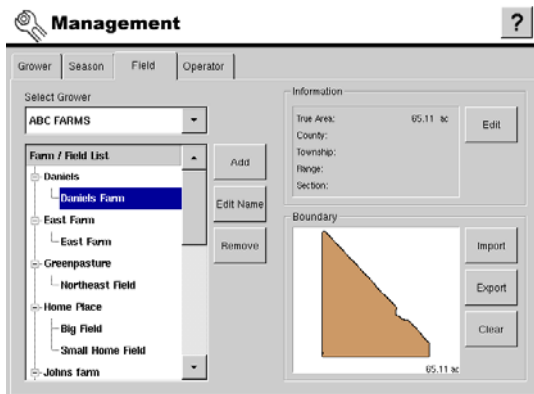 Management
?
Grower Season Field Operator
Select Grower
ABC FARMS
Farm / Field List
Daniels
Daniels Farm
East Farm
East Farm
Greenpasture
Northeast Field
Home Place
Big Field
Small Home Field
Johns farm
Add
Edit Name
Remove
Information
True Area: 65.11 ac
County:
Township:
Range:
Section:
Edit
Boundary
65.11 ac
Import
Export
Clear